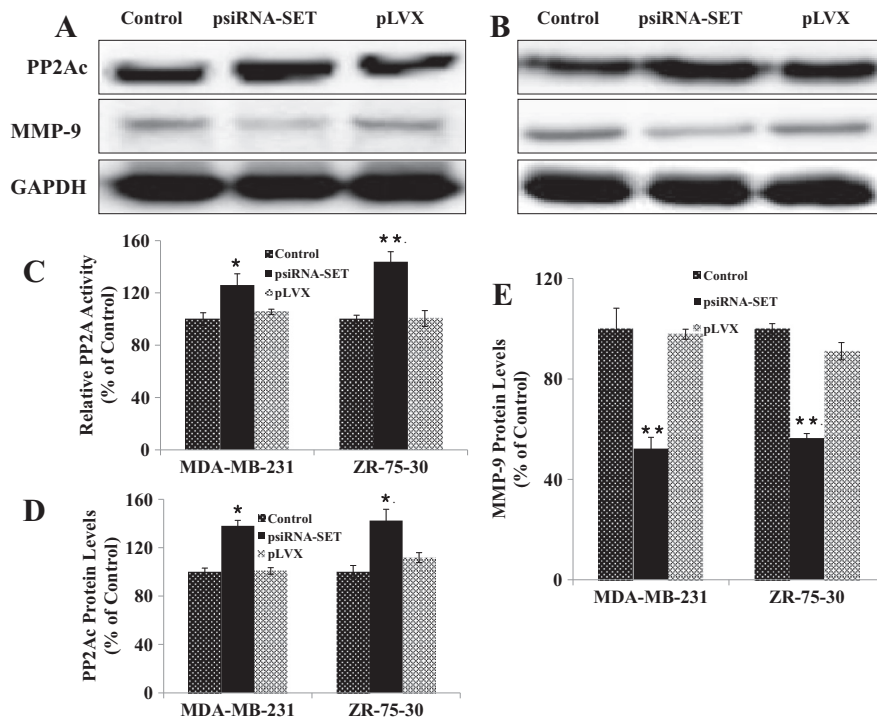 A Control psiRNA-SET pLVX
B Control psiRNA-SET pLVX
PP2Ac
MMP-9
GAPDH
C
Relative PP2A Activity
(% of Control)
160
120
80
40
0
* **.
Control
psiRNA-SET
pLVX
MDA-MB-231 ZR-75-30
D
PP2Ac Protein Levels
(% of Control)
160
120
80
40
0
* *.
Control
psiRNA-SET
pLVX
MDA-MB-231 ZR-75-30
E
MMP-9 Protein Levels
(% of Control)
120
80
40
0
Control
psiRNA-SET
pLVX
** **.
MDA-MB-231 ZR-75-30